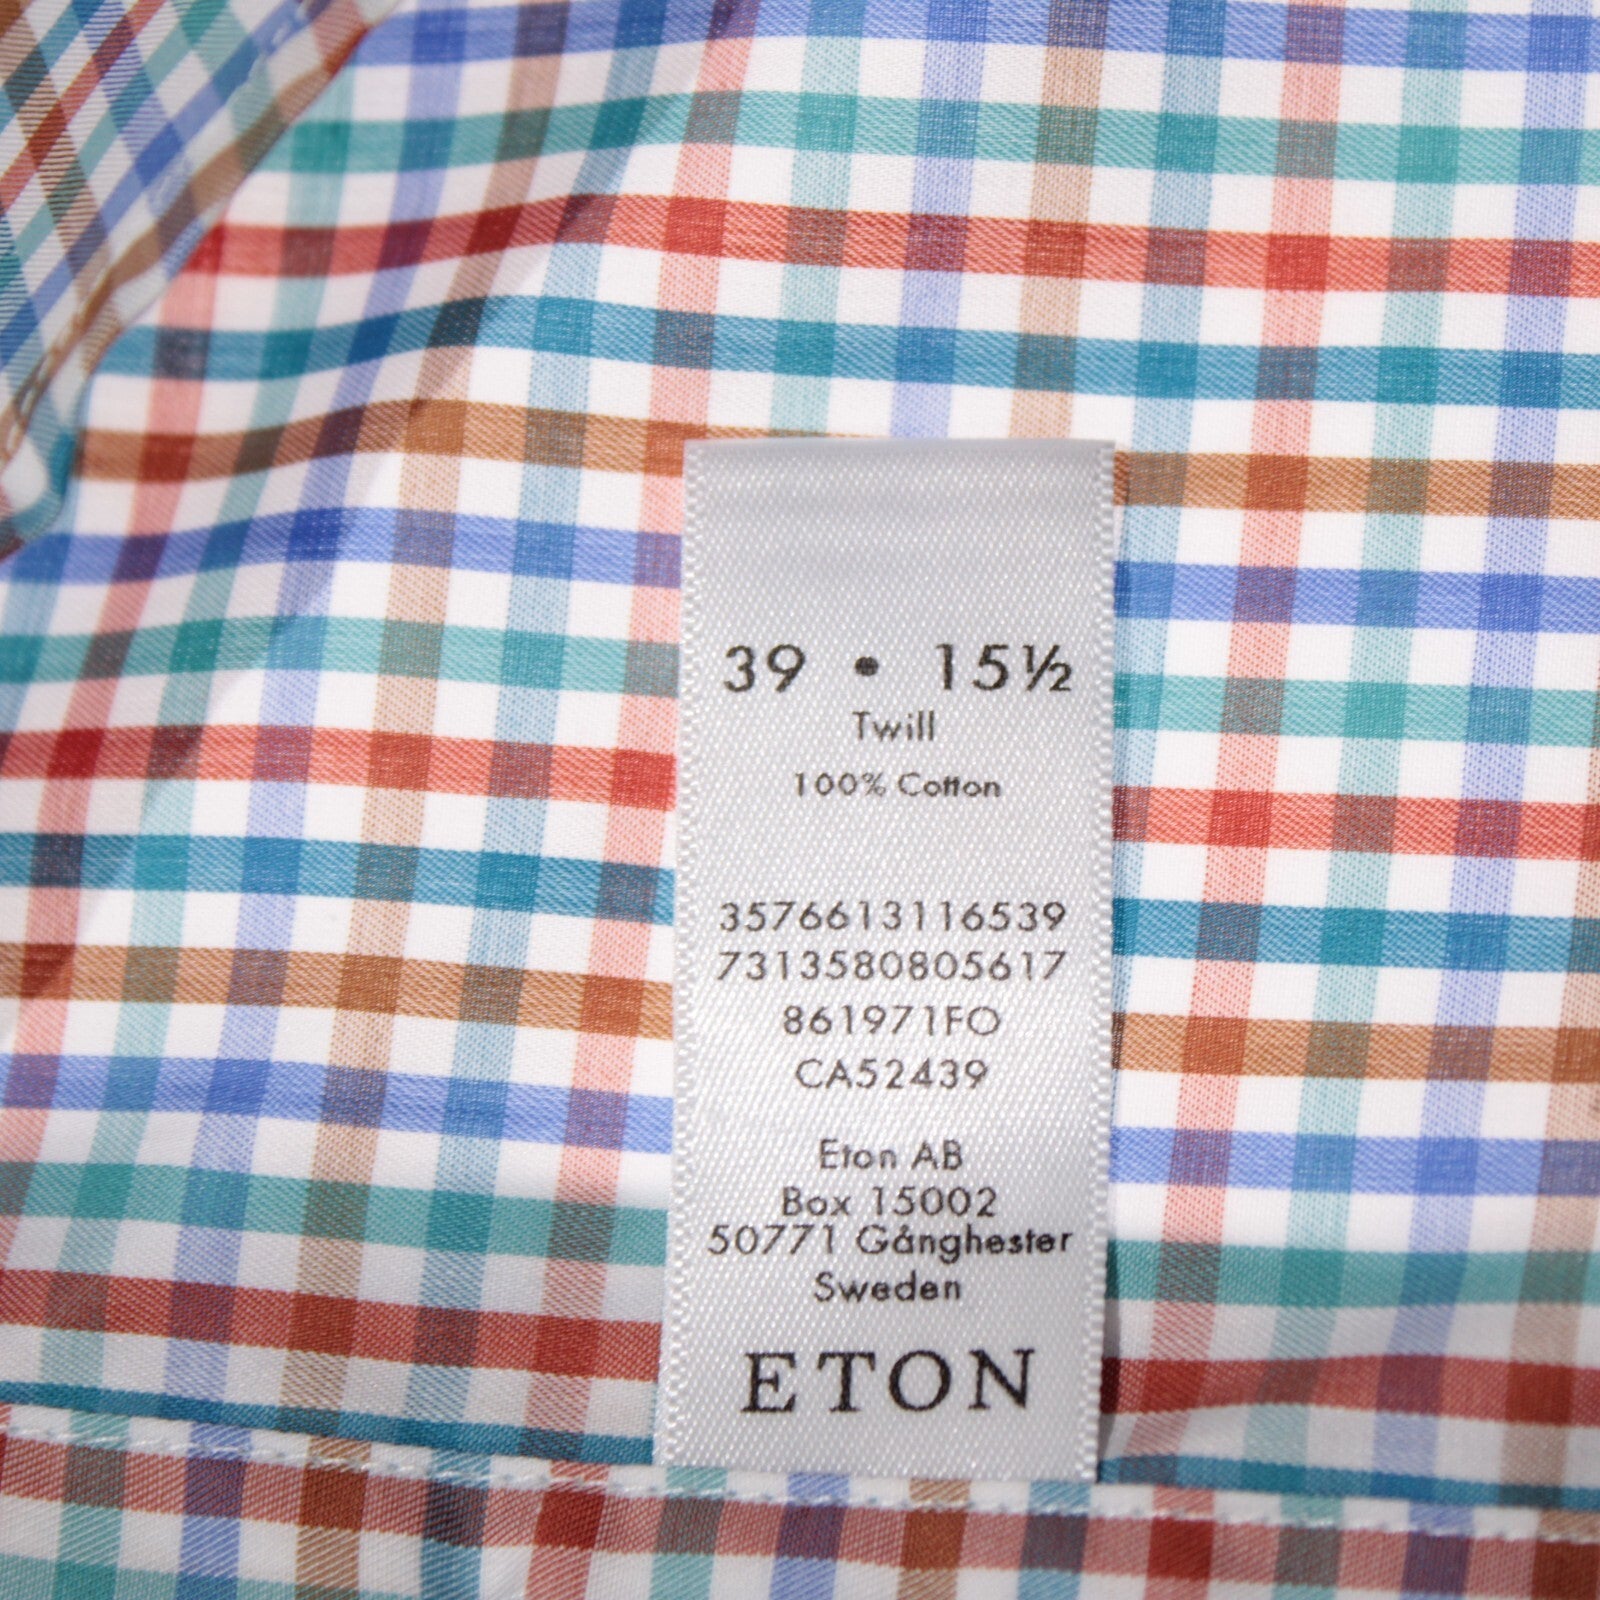 39 • 15½
Twill
100% Cotton
3576613116539
7313580805617
861971FO
CA52439
Eton AB
Box 15002
50771 Gånghester
Sweden
ETON